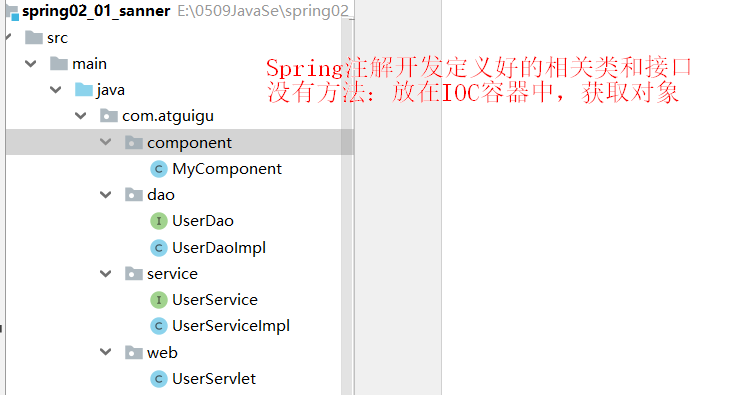 spring02_01_sanner E:\0509JavaSe\spring02_
src
main
Spring注解开发定义好的相关类和接口
没有方法：放在IOC容器中，获取对象
java
com.atguigu
component
C MyComponent
dao
I UserDao
C UserDaoImpl
service
I UserService
C UserServiceImpl
web
C UserServlet